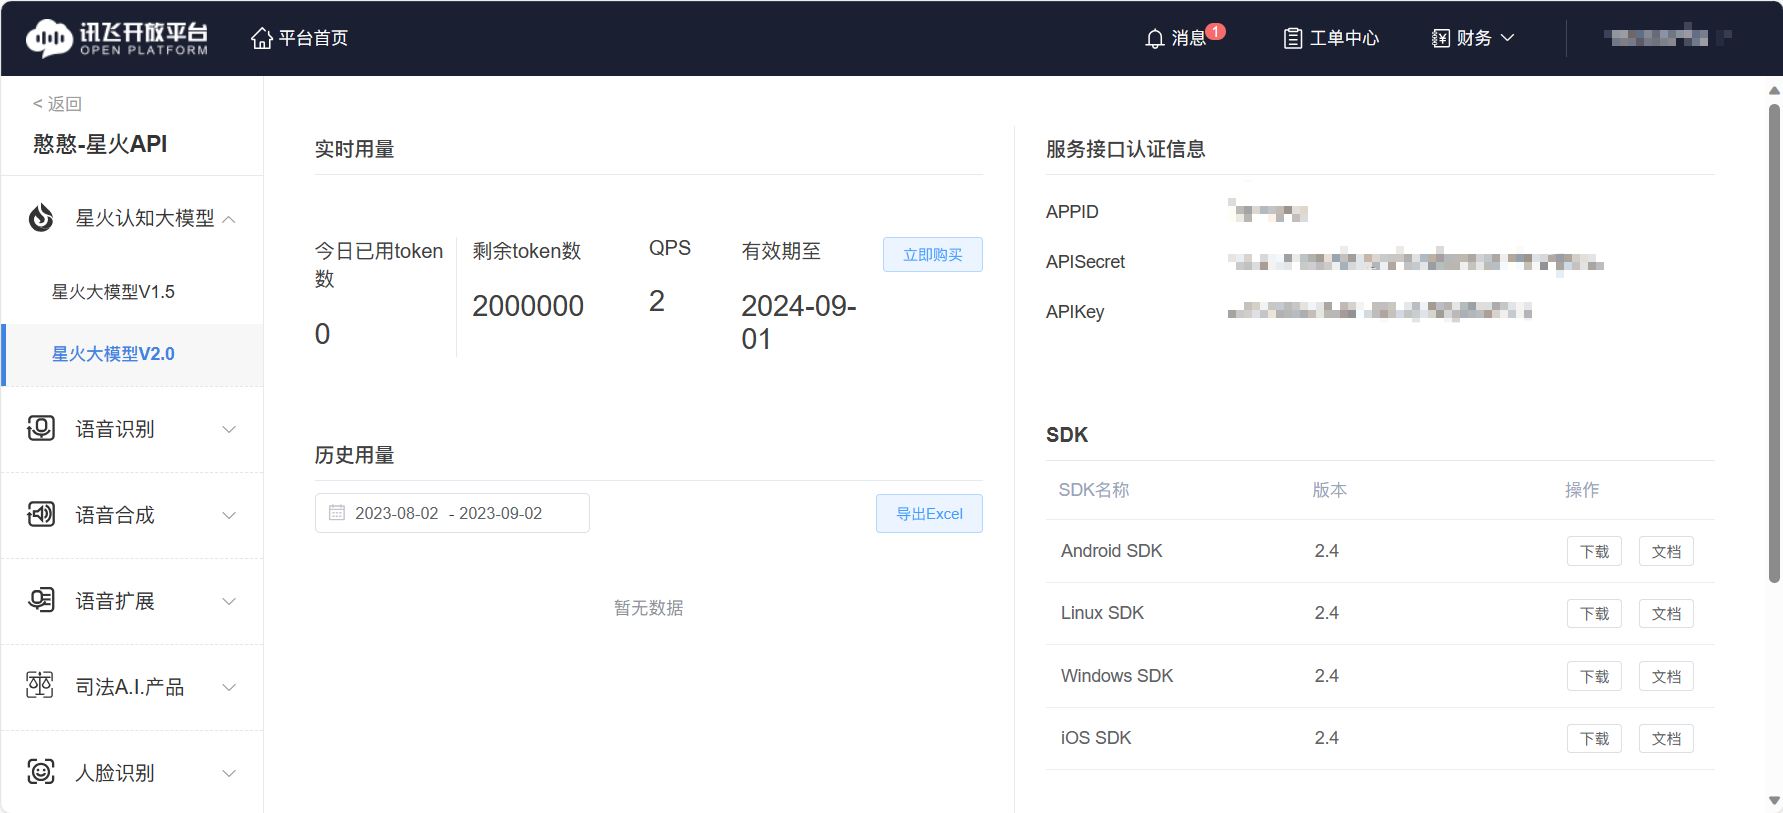 讯飞开放平台
OPEN PLATFORM
平台首页
消息 1
工单中心
财务
< 返回
憨憨-星火API
星火认知大模型
星火大模型V1.5
星火大模型V2.0
语音识别
语音合成
语音扩展
司法A.I.产品
人脸识别
实时用量
今日已用token
数
0
剩余token数
2000000
QPS
2
有效期至
2024-09-
01
立即购买
历史用量
2023-08-02 - 2023-09-02
导出Excel
暂无数据
服务接口认证信息
APPID
APISecret
APIKey
SDK
SDK名称 版本 操作
Android SDK 2.4 下载 文档
Linux SDK 2.4 下载 文档
Windows SDK 2.4 下载 文档
iOS SDK 2.4 下载 文档